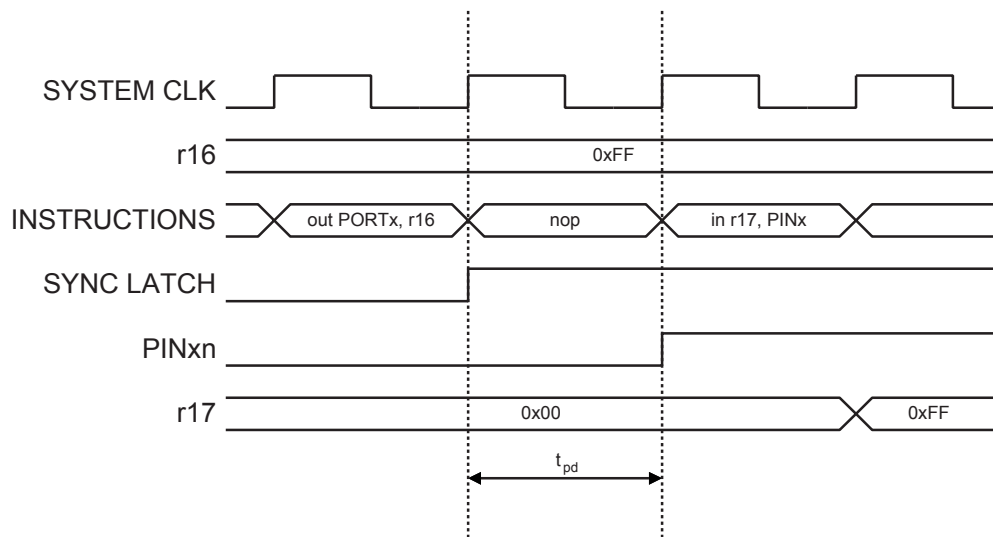 SYSTEM CLK
r16
0xFF
INSTRUCTIONS
out PORTx, r16
nop
in r17, PINx
SYNC LATCH
PINxn
r17
0x00
0xFF
tpd